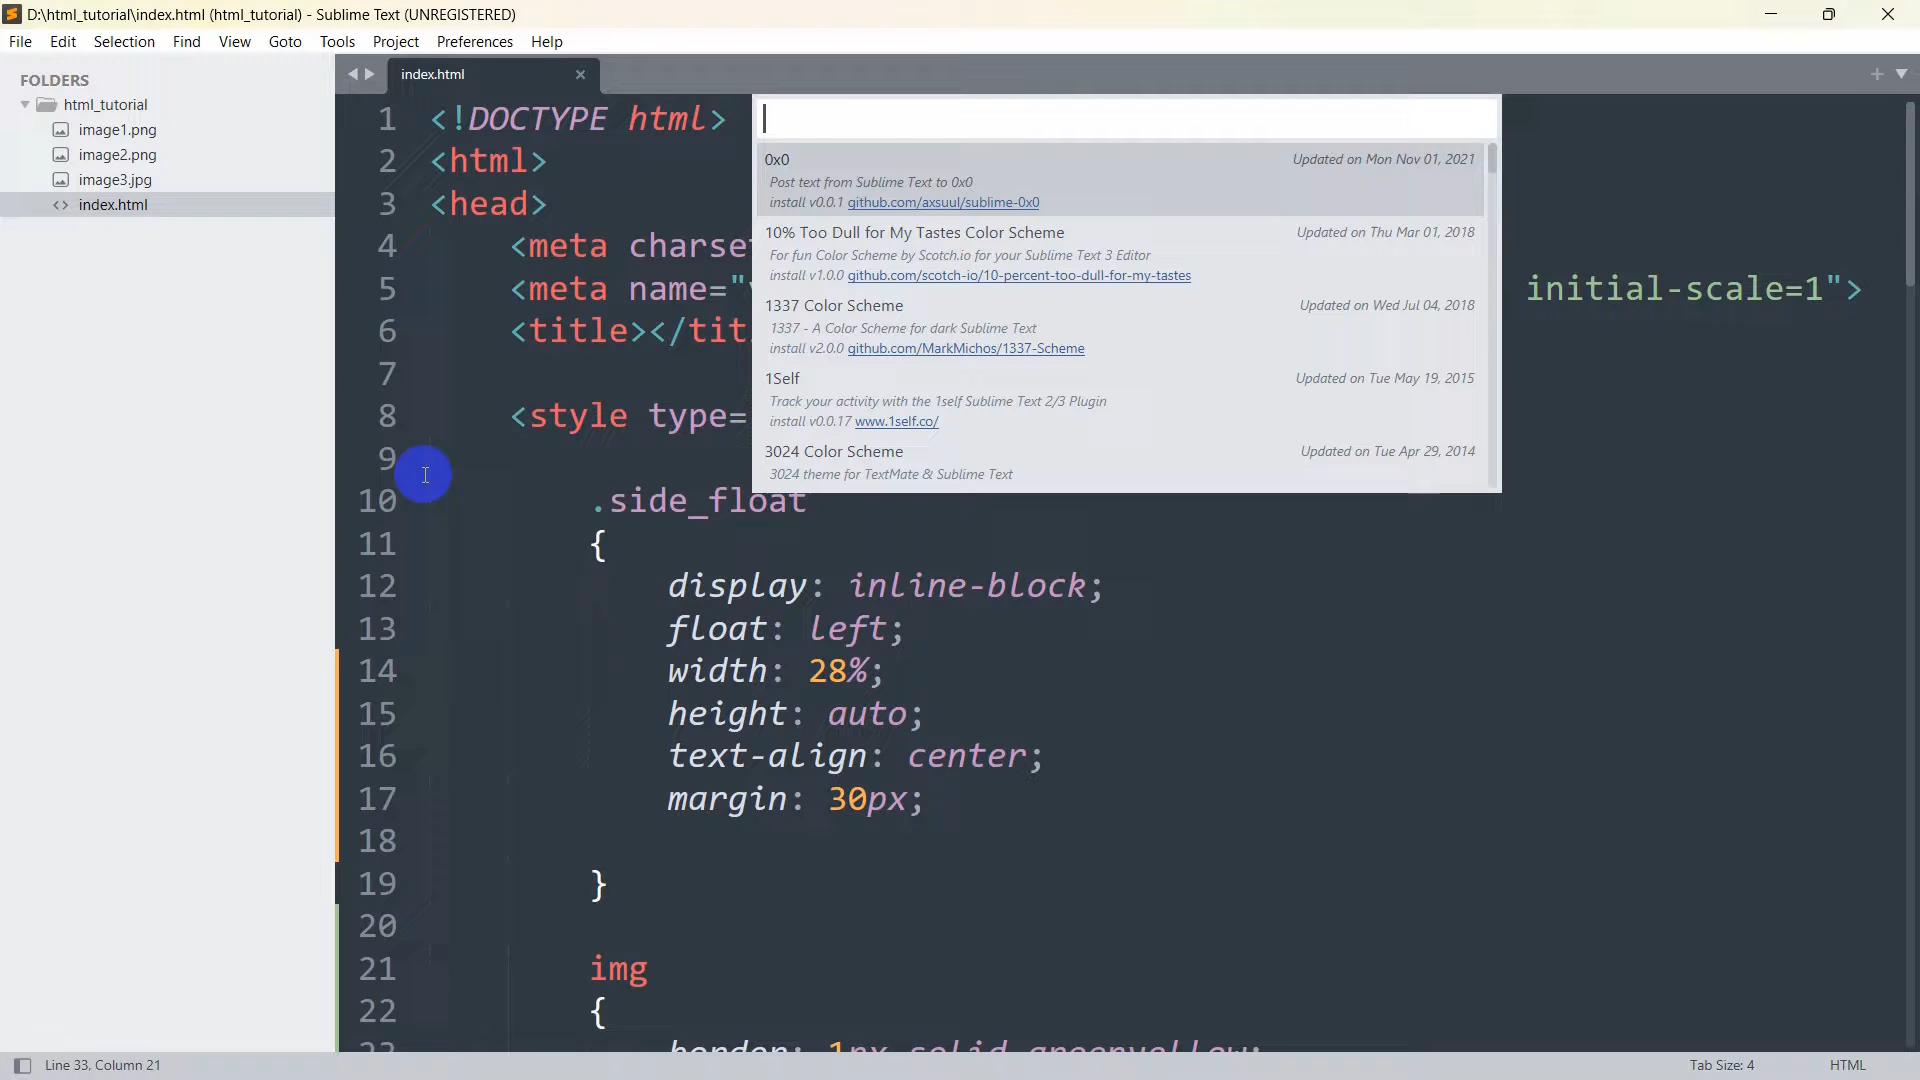 D:\html_tutorial\index.html (html_tutorial) - Sublime Text (UNREGISTERED)
File Edit Selection Find View Goto Tools Project Preferences Help
FOLDERS
html_tutorial
image1.png
image2.png
image3.jpg
index.html
index.html
1 <!DOCTYPE html>
2 <html>
3 <head>
4 <meta charset
5 <meta name=" initial-scale=1">
6 <title></tit
7
8 <style type=
9
10 .side_float
11 {
12 display: inline-block;
13 float: left;
14 width: 28%;
15 height: auto;
16 text-align: center;
17 margin: 30px;
18
19 }
20
21 img
22 {
23 border: 1px solid greenyellow;
0x0 Updated on Mon Nov 01, 2021
Post text from Sublime Text to 0x0
install v0.0.1 github.com/axsuul/sublime-0x0
10% Too Dull for My Tastes Color Scheme Updated on Thu Mar 01, 2018
For fun Color Scheme by Scotch.io for your Sublime Text 3 Editor
install v1.0.0 github.com/scotch-io/10-percent-too-dull-for-my-tastes
1337 Color Scheme Updated on Wed Jul 04, 2018
1337 - A Color Scheme for dark Sublime Text
install v2.0.0 github.com/MarkMichos/1337-Scheme
1Self Updated on Tue May 19, 2015
Track your activity with the 1self Sublime Text 2/3 Plugin
install v0.0.17 www.1self.co/
3024 Color Scheme Updated on Tue Apr 29, 2014
3024 theme for TextMate & Sublime Text
Line 33, Column 21 Tab Size: 4 HTML